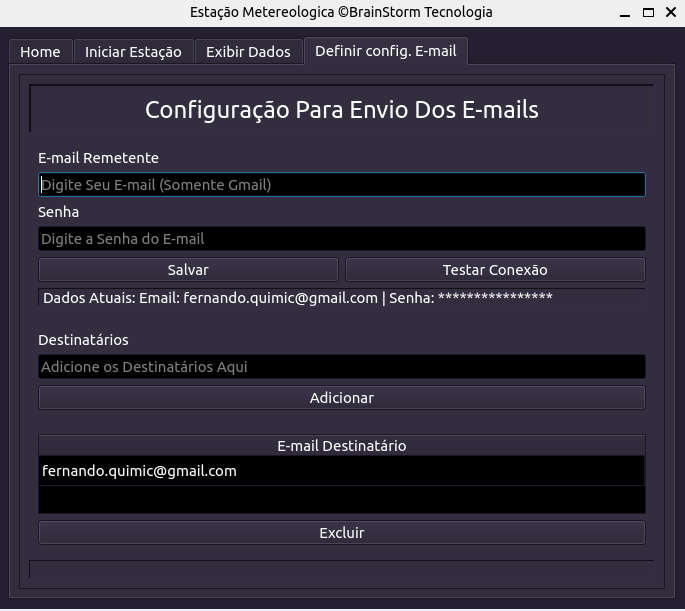 Estação Metereologica ©BrainStorm Tecnologia
Home Iniciar Estação Exibir Dados Definir config. E-mail
Configuração Para Envio Dos E-mails
E-mail Remetente
Digite Seu E-mail (Somente Gmail)
Senha
Digite a Senha do E-mail
Salvar Testar Conexão
Dados Atuais: Email: fernando.quimic@gmail.com | Senha: ****************
Destinatários
Adicione os Destinatários Aqui
Adicionar
E-mail Destinatário
fernando.quimic@gmail.com
Excluir